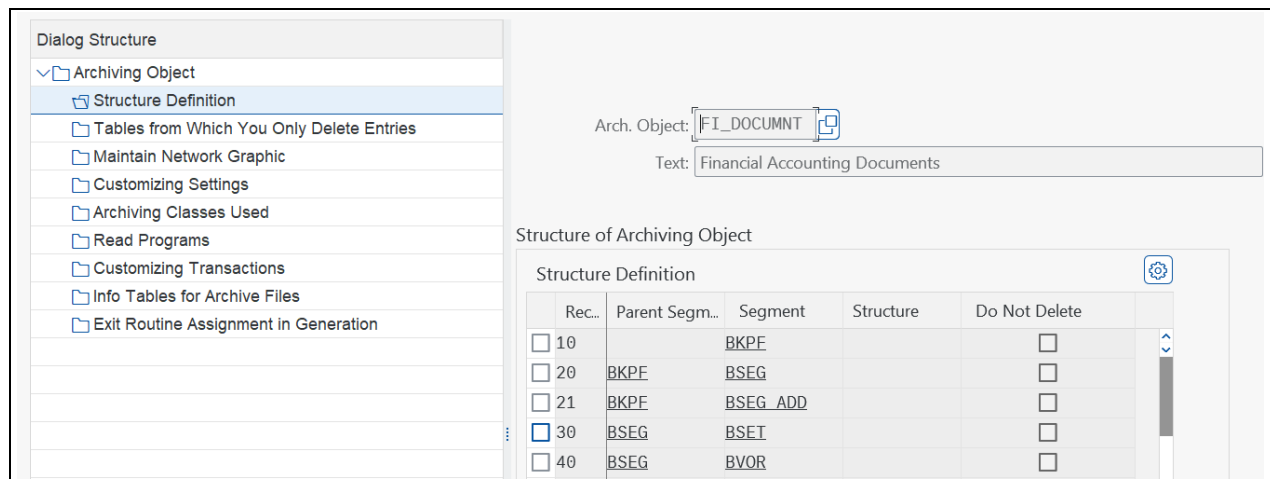 Dialog Structure
Archiving Object
Structure Definition
Tables from Which You Only Delete Entries
Maintain Network Graphic
Customizing Settings
Archiving Classes Used
Read Programs
Customizing Transactions
Info Tables for Archive Files
Exit Routine Assignment in Generation
Arch. Object: FI_DOCUMNT
Text: Financial Accounting Documents
Structure of Archiving Object
Structure Definition
Rec... Parent Segm... Segment Structure Do Not Delete
10 BKPF
20 BKPF BSEG
21 BKPF BSEG_ADD
30 BSEG BSET
40 BSEG BVOR